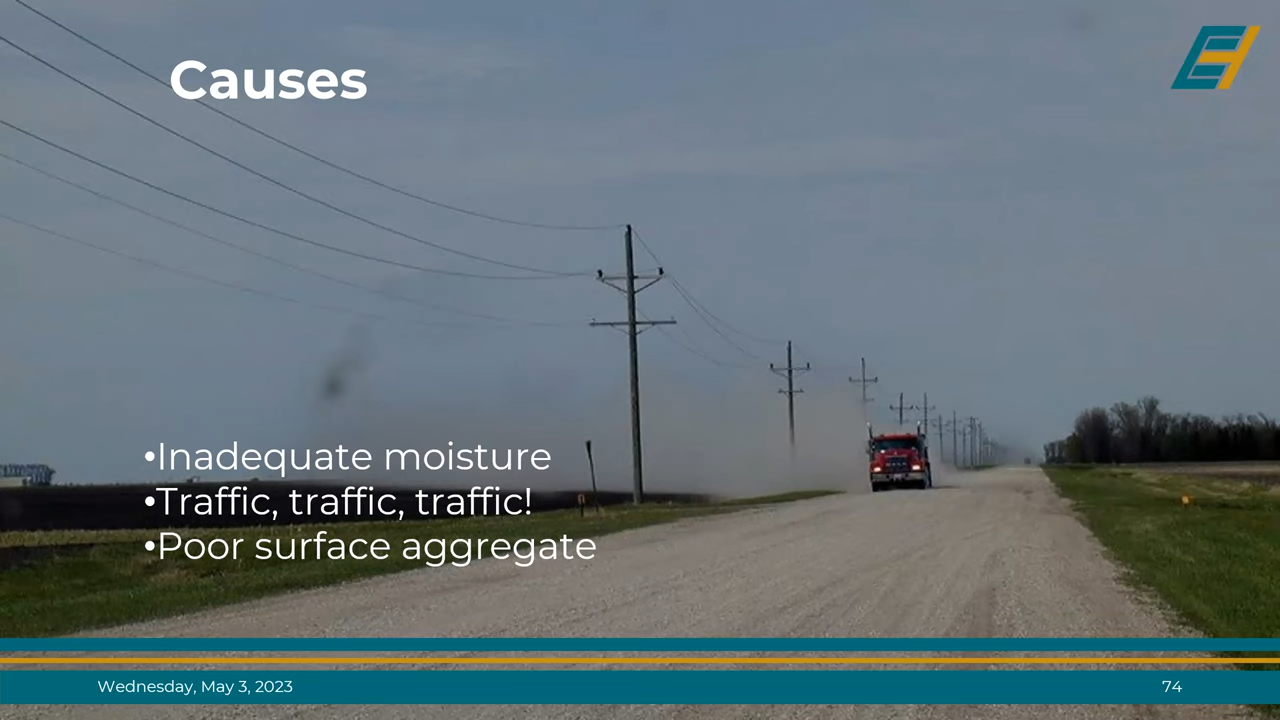 Causes
•Inadequate moisture
•Traffic, traffic, traffic!
•Poor surface aggregate
Wednesday, May 3, 2023
74